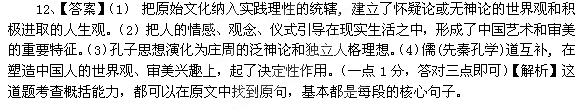 12、【答案】（1） 把原始文化纳入实践理性的统辖, 建立了怀疑论或无神论的世界观和积
极进取的人生观。（2）把人的情感、观念、仪式引导在现实生活之中，形成了中国艺术和审美
的重要特征。(3)孔子思想演化为庄周的泛神论和独立人格理想。(4)儒(先秦孔学)道互补, 在
塑造中国人的世界观、审美兴趣上，起了决定性作用。（一点 1 分，答对三点即可)【解析】这
道题考查概括能力，都可以在原文中找到原句，基本都是每段的核心句子。